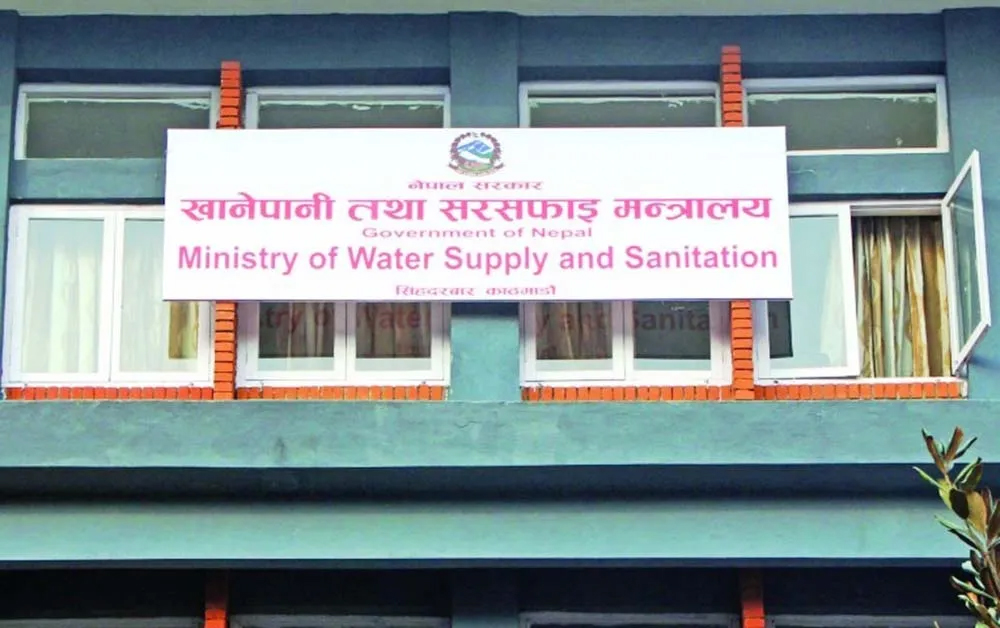 नेपाल सरकार
खानेपानी तथा सरसफाइ मन्त्रालय
Government of Nepal
Ministry of Water Supply and Sanitation
सिंहदरबार काठमाडौं